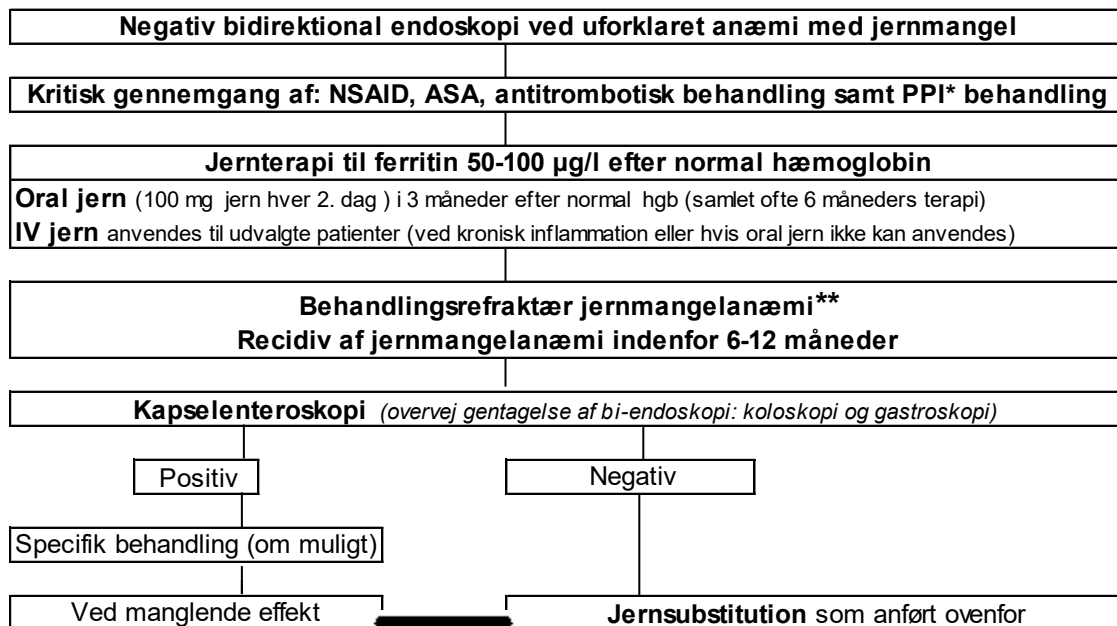 Negativ bidirektional endoskopi ved uforklaret anæmi med jernmangel
Kritisk gennemgang af: NSAID, ASA, antitrombotisk behandling samt PPI* behandling
Jernterapi til ferritin 50-100 µg/l efter normal hæmoglobin
Oral jern (100 mg jern hver 2. dag ) i 3 måneder efter normal hgb (samlet ofte 6 måneders terapi)
IV jern anvendes til udvalgte patienter (ved kronisk inflammation eller hvis oral jern ikke kan anvendes)
Behandlingsrefraktær jernmangelanæmi**
Recidiv af jernmangelanæmi indenfor 6-12 måneder
Kapselenteroskopi (overvej gentagelse af bi-endoskopi: koloskopi og gastroskopi)
Positiv
Negativ
Specifik behandling (om muligt)
Ved manglende effekt
Jernsubstitution som anført ovenfor